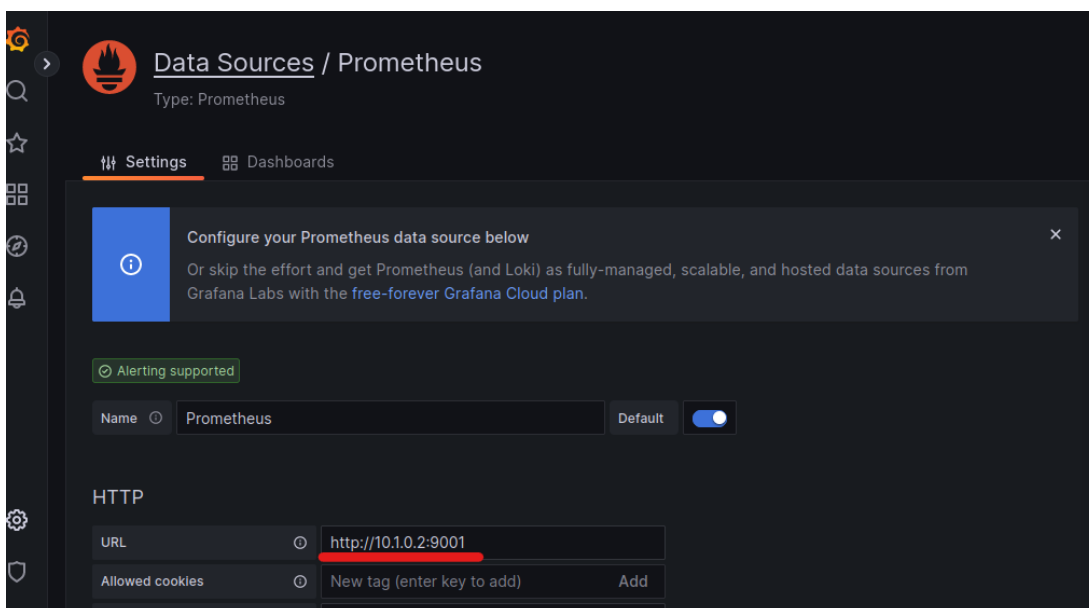 Data Sources / Prometheus
Type: Prometheus
Settings Dashboards
Configure your Prometheus data source below
Or skip the effort and get Prometheus (and Loki) as fully-managed, scalable, and hosted data sources from
Grafana Labs with the free-forever Grafana Cloud plan.
Alerting supported
Name Prometheus Default
HTTP
URL http://10.1.0.2:9001
Allowed cookies New tag (enter key to add) Add